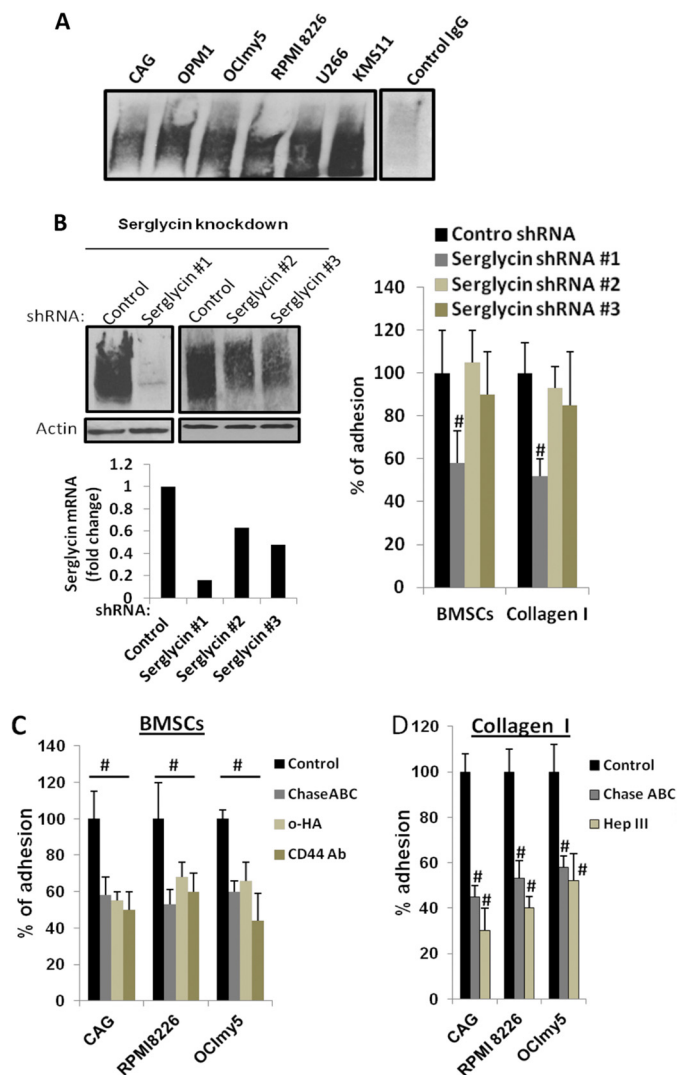 A
CAG
OPM1
OCImy5
RPMI 8226
U266
KMS11
Control IgG
B
Serglycin knockdown
shRNA:
Control
Serglycin #1
Control
Serglycin #2
Serglycin #3
Actin
1.2
1
0.8
0.6
0.4
0.2
0
Serglycin mRNA
(fold change)
shRNA:
Control
Serglycin #1
Serglycin #2
Serglycin #3
Contro shRNA
Serglycin shRNA #1
Serglycin shRNA #2
Serglycin shRNA #3
140
120
100
80
60
40
20
0
% of adhesion
#
#
BMSCs
Collagen I
C
BMSCs
140
120
100
80
60
40
20
0
% of adhesion
#
#
#
Control
ChaseABC
o-HA
CD44 Ab
CAG
RPMI8226
OCImy5
D
Collagen I
120
100
80
60
40
20
0
% adhesion
Control
Chase ABC
Hep III
#
#
#
#
#
#
CAG
RPMI 8226
OCImy5